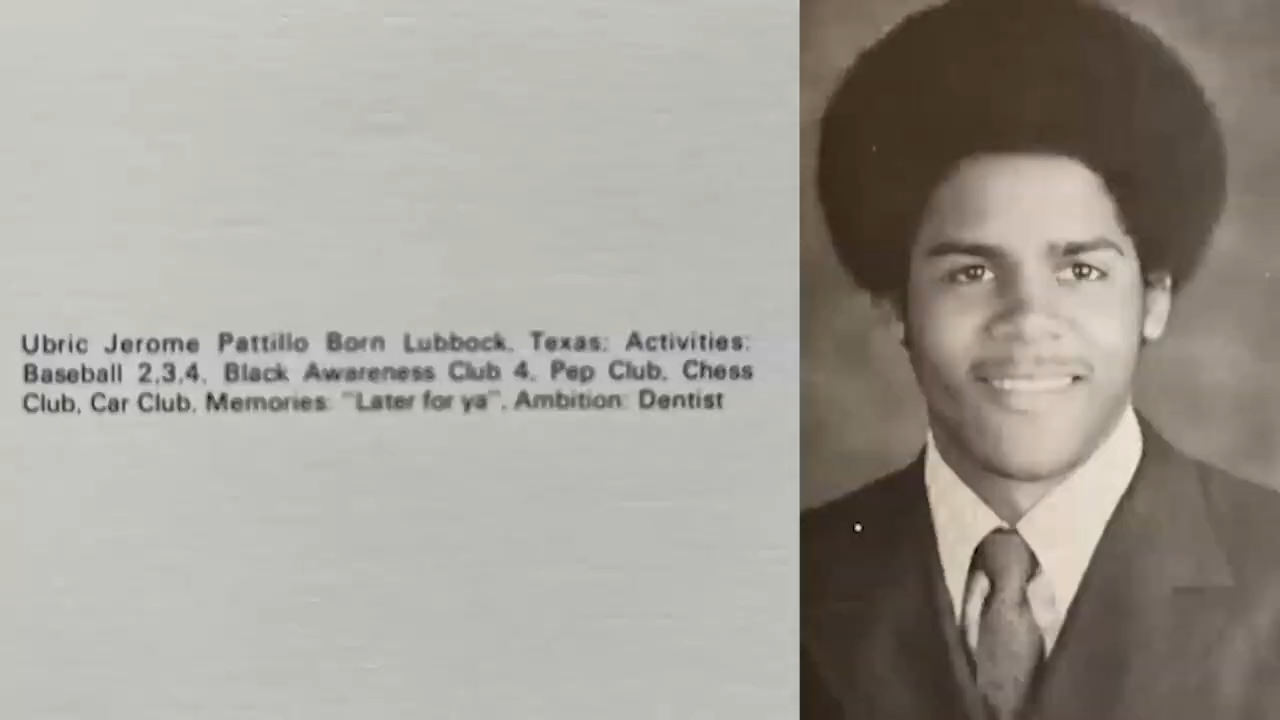 Ubric Jerome Pattillo Born Lubbock, Texas; Activities:
Baseball 2,3,4, Black Awareness Club 4, Pep Club, Chess
Club, Car Club, Memories: "Later for ya", Ambition: Dentist